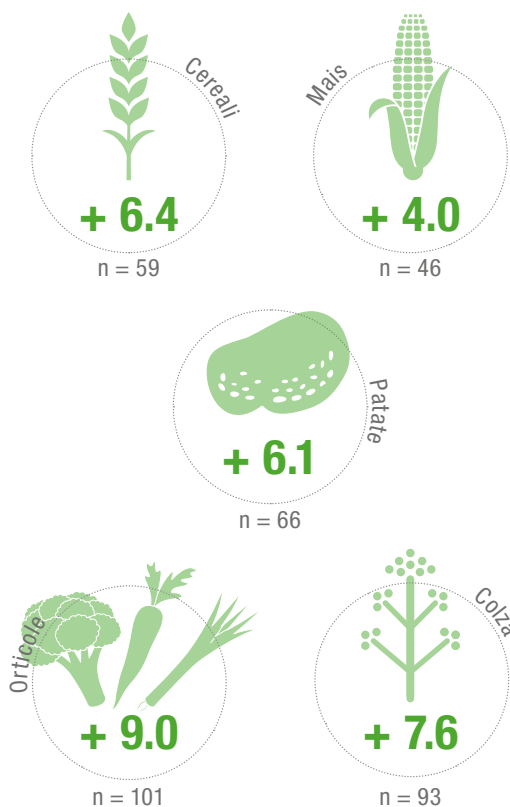 Cereali
+ 6.4
n = 59
Mais
+ 4.0
n = 46
Patate
+ 6.1
n = 66
Orticole
+ 9.0
n = 101
Colza
+ 7.6
n = 93